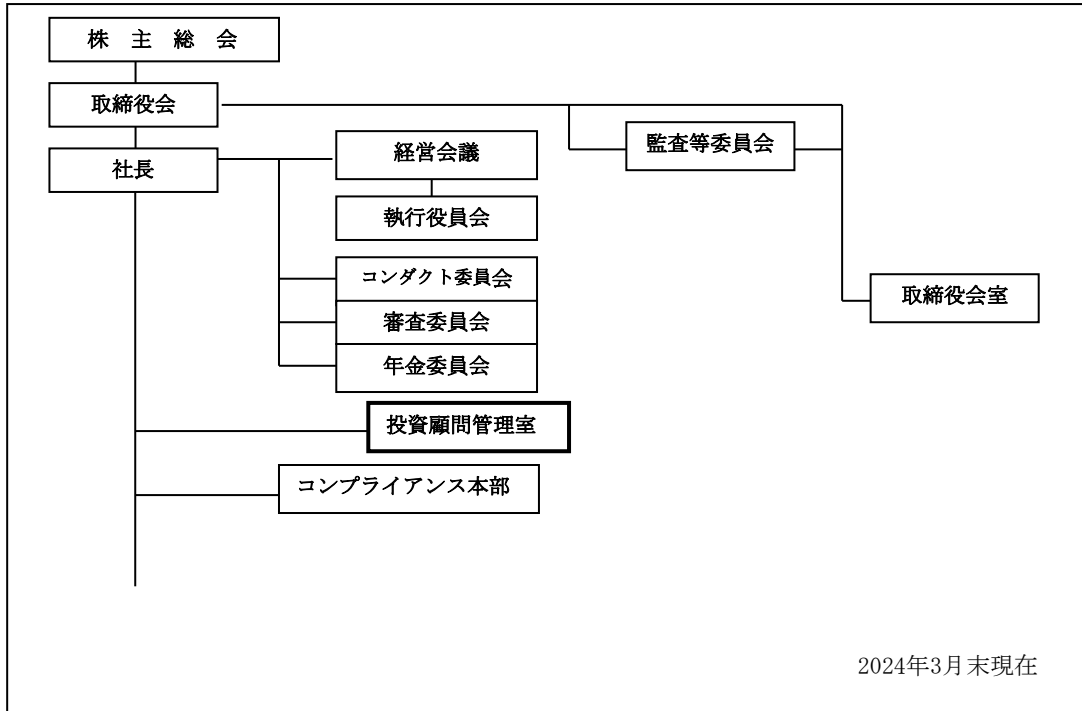 株 主 総 会
取締役会
社長
経営会議
監査等委員会
執行役員会
コンダクト委員会
審査委員会
年金委員会
取締役会室
投資顧問管理室
コンプライアンス本部
2024年3月末現在